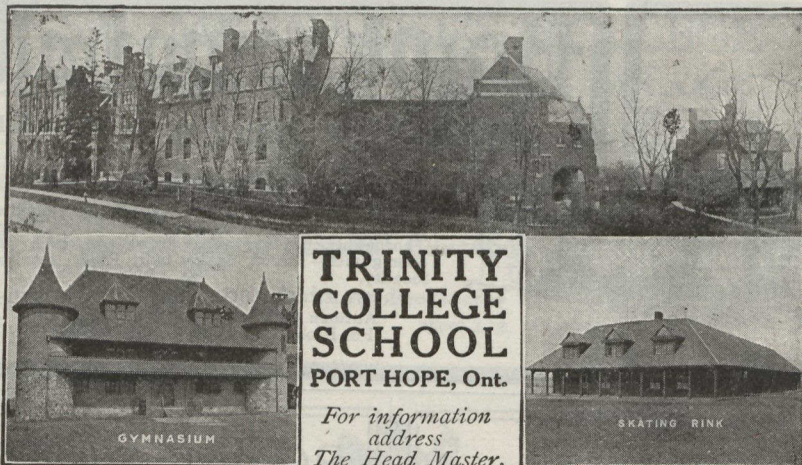 TRINITY
COLLEGE
SCHOOL
PORT HOPE, Ont.
For information
address
The Head Master.
GYMNASIUM
SKATING RINK